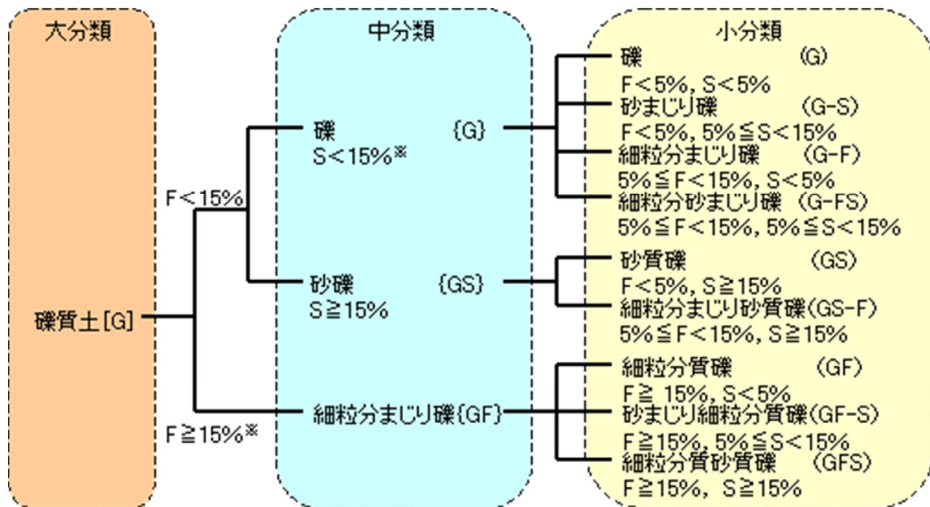 大分類
中分類
小分類
礫質土[G]
F<15%
F≧15%※
礫 {G}
S<15%※
砂礫 {GS}
S≧15%
細粒分まじり礫{GF}
礫 (G)
F<5%, S<5%
砂まじり礫 (G-S)
F<5%, 5%≦S<15%
細粒分まじり礫 (G-F)
5%≦F<15%, S<5%
細粒分砂まじり礫 (G-FS)
5%≦F<15%, 5%≦S<15%
砂質礫 (GS)
F<5%, S≧15%
細粒分まじり砂質礫(GS-F)
5%≦F<15%, S≧15%
細粒分質礫 (GF)
F≧ 15%, S<5%
砂まじり細粒分質礫(GF-S)
F≧15%, 5%≦S<15%
細粒分質砂質礫 (GFS)
F≧15%, S≧15%